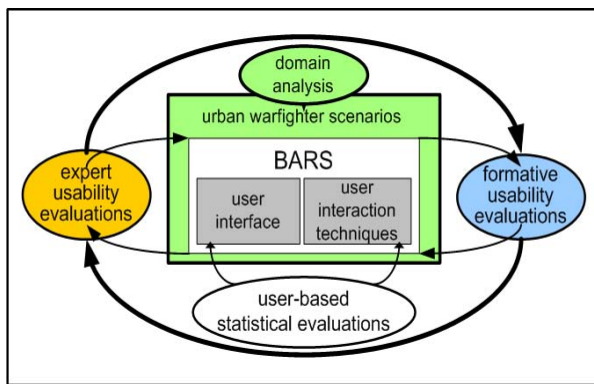 domain
analysis
urban warfighter scenarios
BARS
expert
usability
evaluations
user
interface
user
interaction
techniques
formative
usability
evaluations
user-based
statistical evaluations